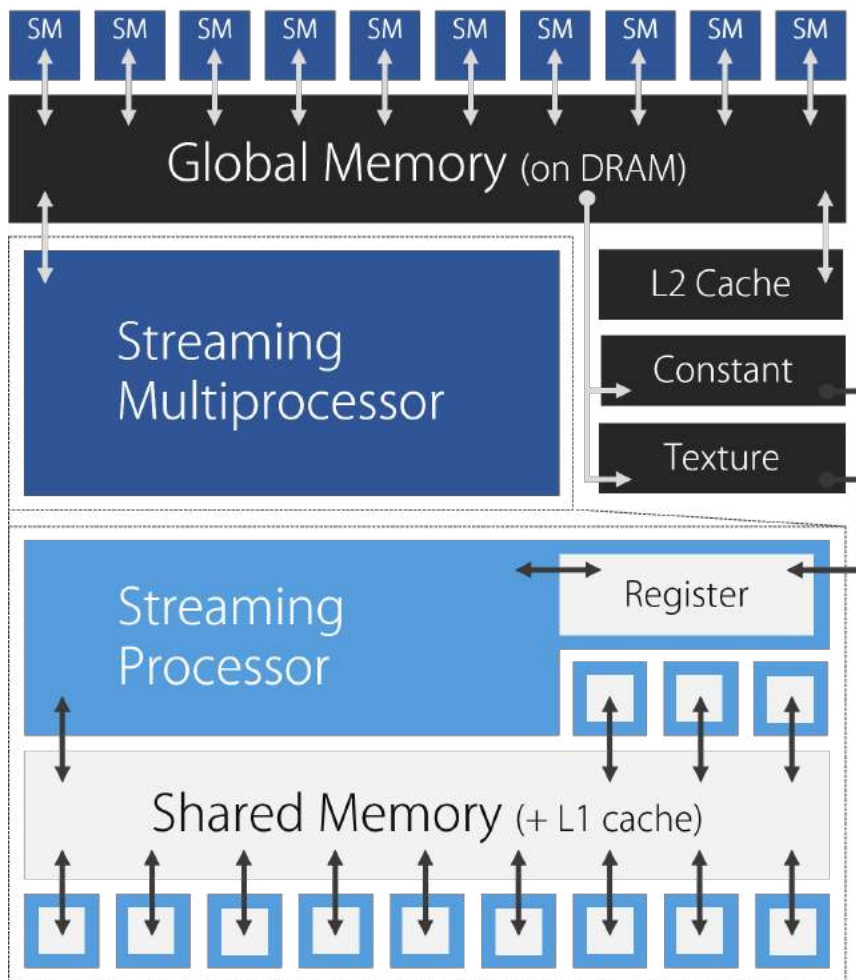 SM SM SM SM SM SM SM SM SM SM
Global Memory (on DRAM)
L2 Cache
Streaming
Multiprocessor
Constant
Texture
Streaming
Processor
Register
Shared Memory (+ L1 cache)